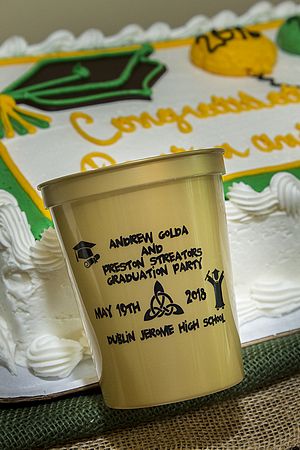 2018
Congratulations
ANDREW GOLDA
AND
PRESTON STREATORS
GRADUATION PARTY
MAY 19TH 2018
DUBLIN JEROME HIGH SCHOOL